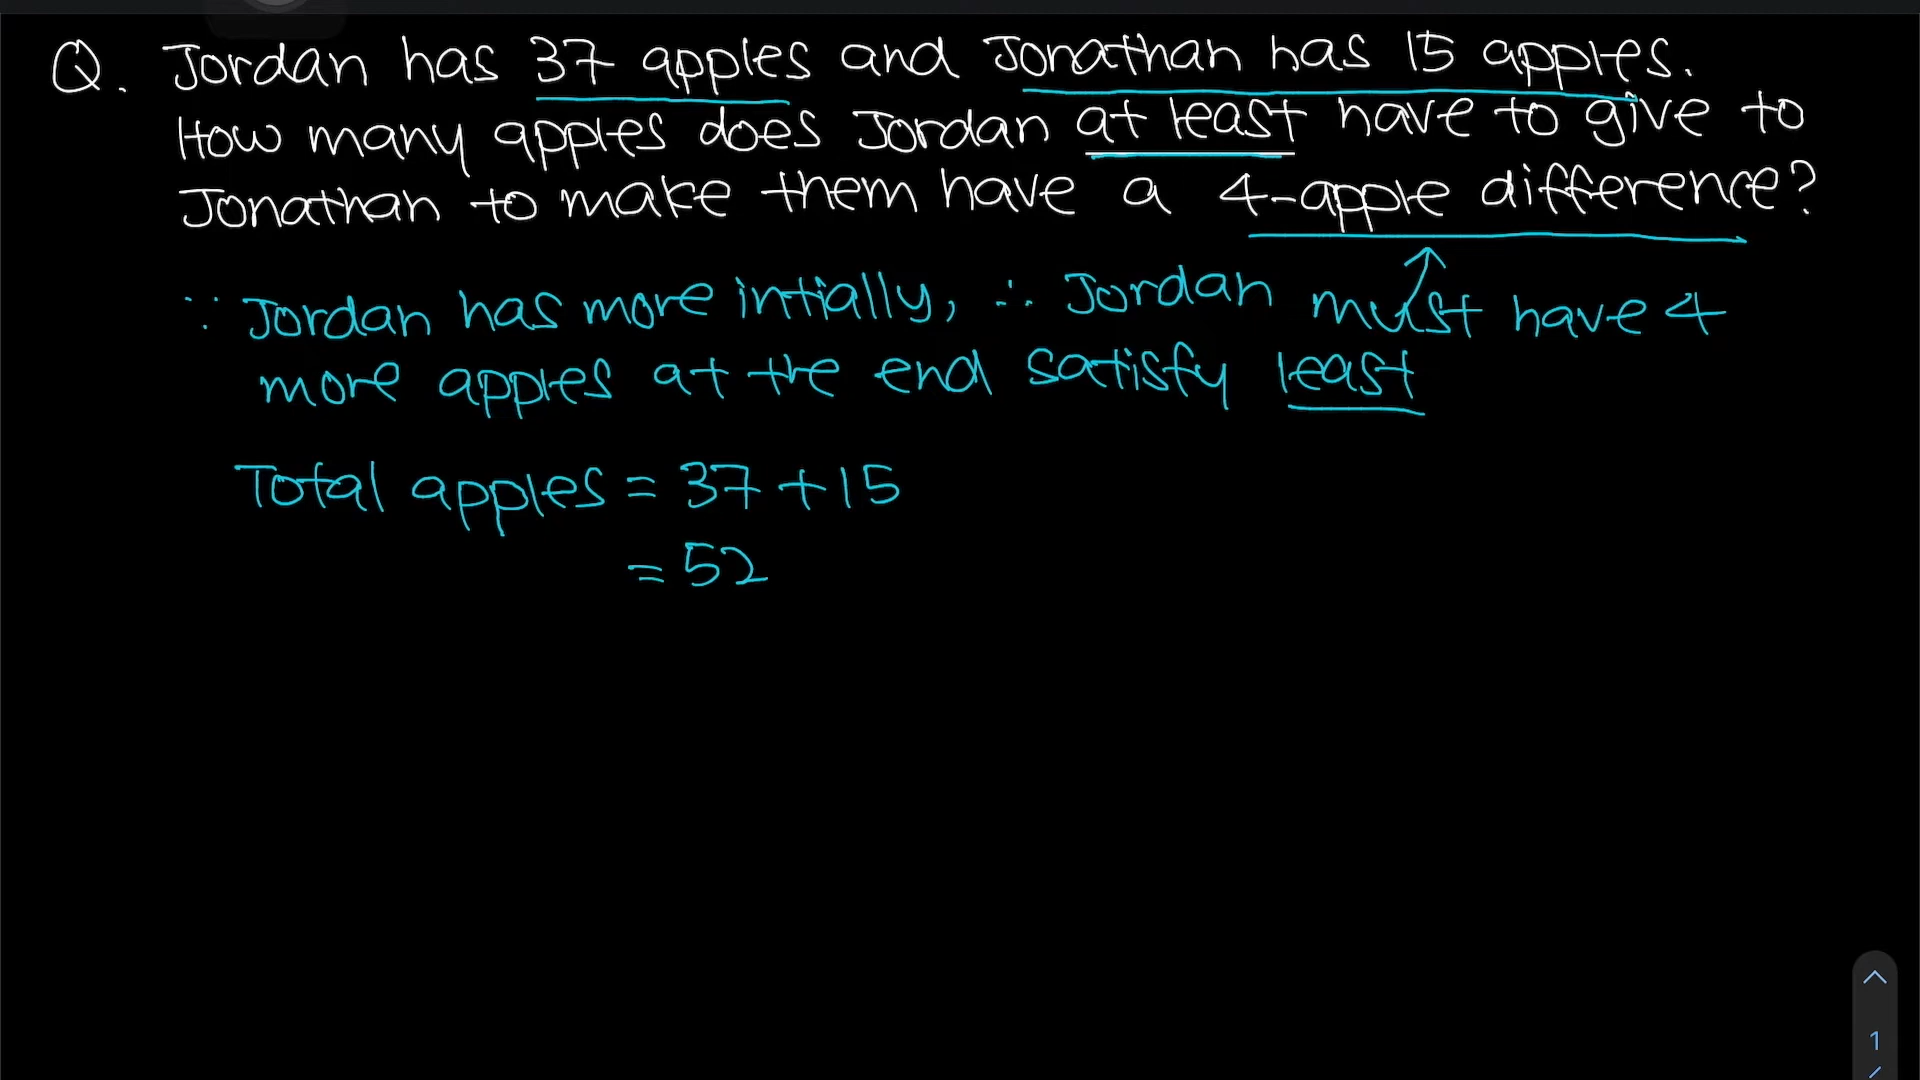 Q. Jordan has 37 apples and Jonathan has 15 apples.
How many apples does Jordan at least have to give to
Jonathan to make them have a 4-apple difference?
∵ Jordan has more intially, ∴ Jordan must have 4
more apples at the end satisfy least
Total apples = 37 + 15
= 52
1